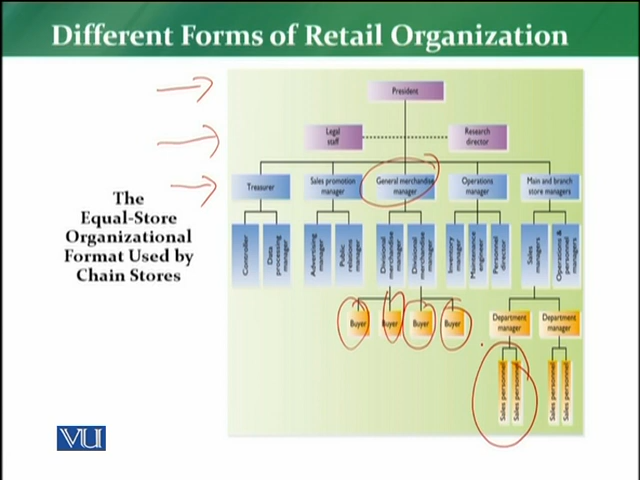 Different Forms of Retail Organization
President
Legal
staff
Research
director
Treasurer
Sales promotion
manager
General merchandise
manager
Operations
manager
Main and branch
store managers
The
Equal-Store
Organizational
Format Used by
Chain Stores
Controller
Data
processing
manager
Advertising
manager
Public
relations
manager
Divisional
merchandise
manager
Divisional
merchandise
manager
Inventory
manager
Maintenance
engineer
Personnel
director
Sales
managers
Operations &
personnel
managers
Buyer
Buyer
Buyer
Buyer
Department
manager
Department
manager
Sales personnel
Sales personnel
Sales personnel
Sales personnel
VU